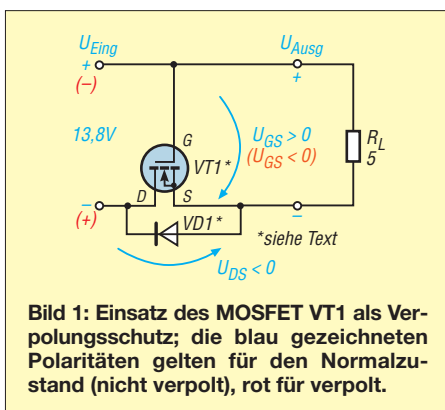 U_Eing U_Ausg
+ +
(–)
13,8V
G
VT1*
U_GS > 0
(U_GS < 0)
R_L
5
D S
– –
(+)
VD1*
*siehe Text
U_DS < 0
Bild 1: Einsatz des MOSFET VT1 als Ver-
polungsschutz; die blau gezeichneten
Polaritäten gelten für den Normalzu-
stand (nicht verpolt), rot für verpolt.